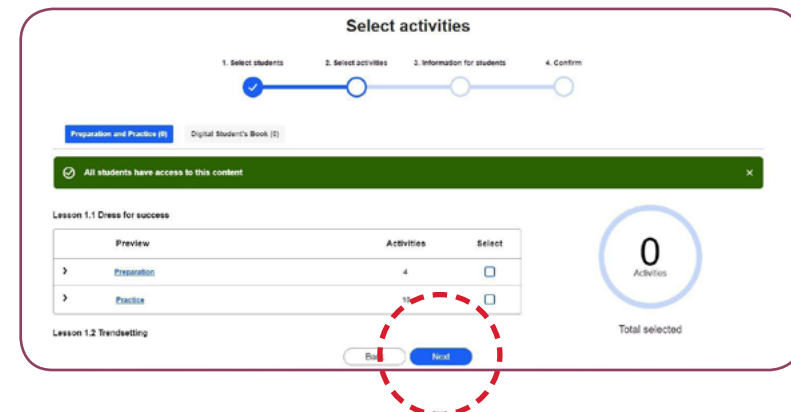 Select activities
1. Select students 2. Select activities 3. Information for students 4. Confirm
Preparation and Practice (0) Digital Student's Book (0)
All students have access to this content
Lesson 1.1 Dress for success
Preview Activities Select
Preparation 4
Practice
0
Activities
Total selected
Lesson 1.2 Trendsetting
Back Next